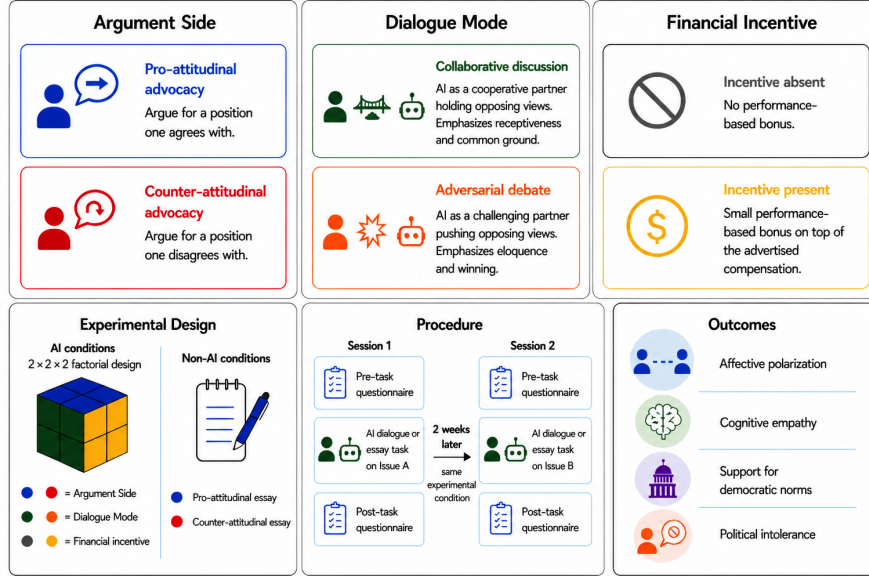 Argument Side
Pro-attitudinal
advocacy
Argue for a position
one agrees with.
Counter-attitudinal
advocacy
Argue for a position
one disagrees with.
Dialogue Mode
Collaborative discussion
AI as a cooperative partner
holding opposing views.
Emphasizes receptiveness
and common ground.
Adversarial debate
AI as a challenging partner
pushing opposing views.
Emphasizes eloquence
and winning.
Financial Incentive
Incentive absent
No performance-
based bonus.
$
Incentive present
Small performance-
based bonus on top of
the advertised
compensation.
Experimental Design
AI conditions
2 × 2 × 2 factorial design
= Argument Side
= Dialogue Mode
= Financial incentive
Non-AI conditions
Pro-attitudinal essay
Counter-attitudinal essay
Procedure
Session 1
Pre-task
questionnaire
AI dialogue or
essay task
on Issue A
Post-task
questionnaire
2 weeks
later
same
experimental
condition
Session 2
Pre-task
questionnaire
AI dialogue or
essay task
on Issue B
Post-task
questionnaire
Outcomes
Affective polarization
Cognitive empathy
Support for
democratic norms
Political intolerance